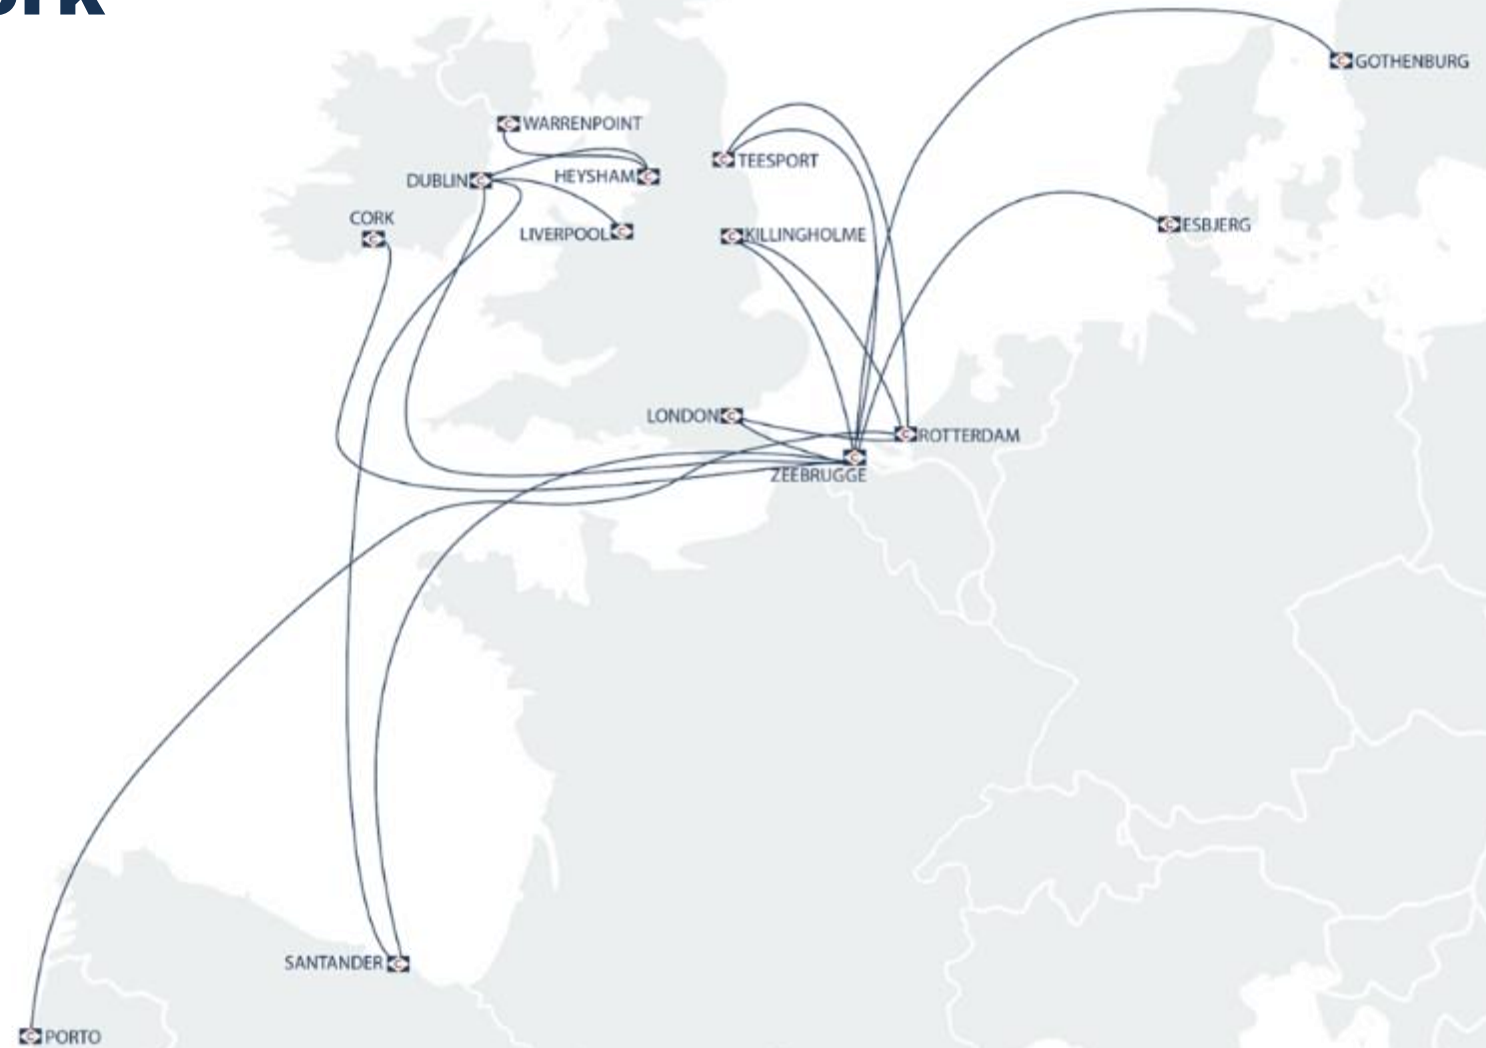 GOTHENBURG
WARRENPOINT
TEESPORT
HEYSHAM
DUBLIN
CORK
ESBJERG
LIVERPOOL
KILLINGHOLME
LONDON
ROTTERDAM
ZEEBRUGGE
SANTANDER
PORTO